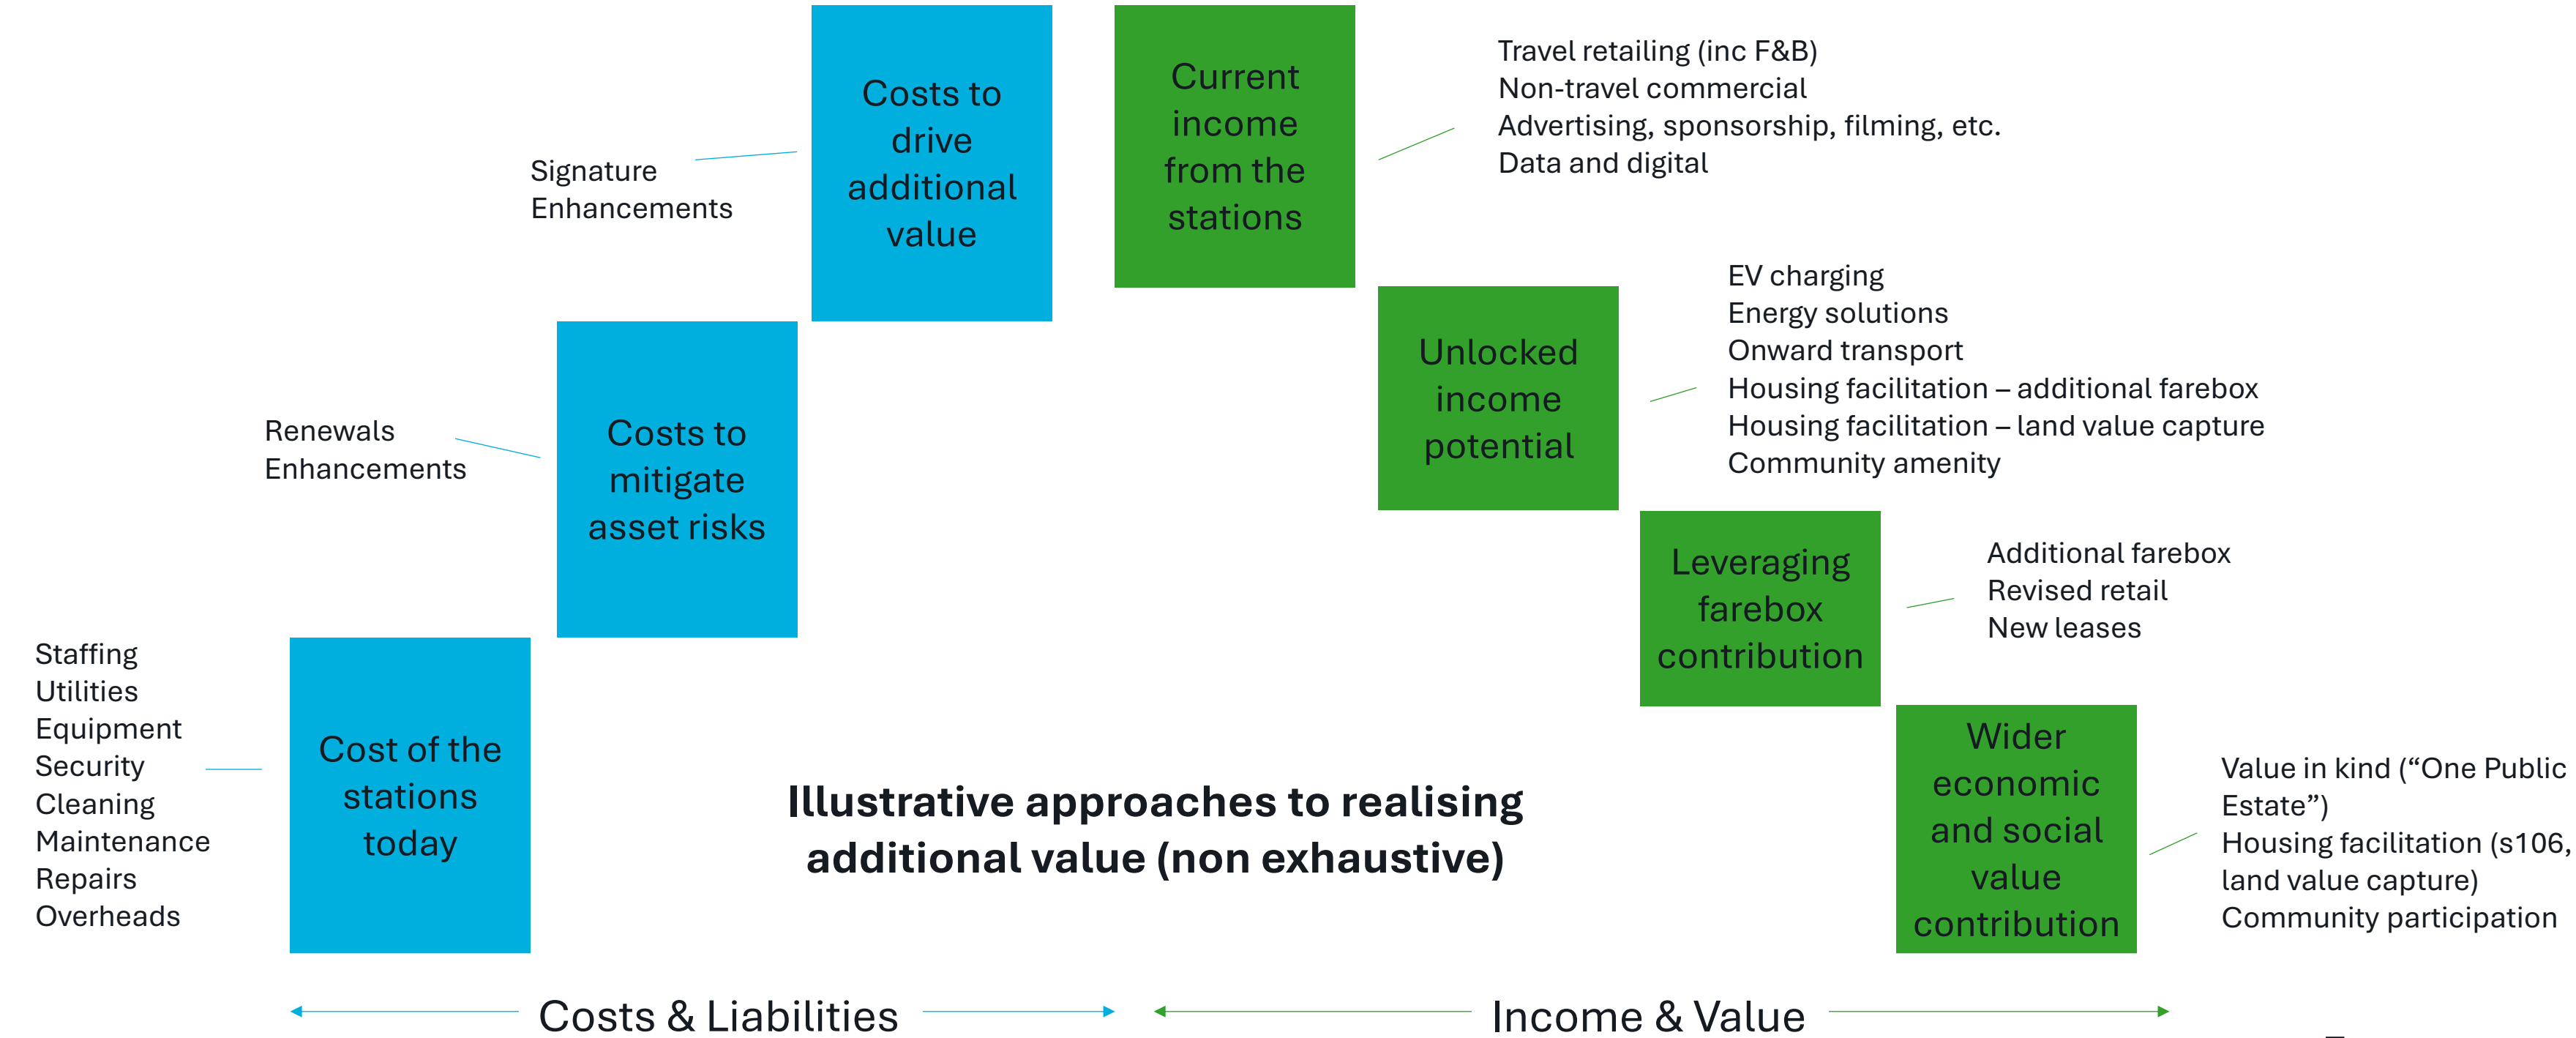 Staffing
Utilities
Equipment
Security
Cleaning
Maintenance
Repairs
Overheads
Cost of the
stations
today
Renewals
Enhancements
Costs to
mitigate
asset risks
Signature
Enhancements
Costs to
drive
additional
value
Current
income
from the
stations
Travel retailing (inc F&B)
Non-travel commercial
Advertising, sponsorship, filming, etc.
Data and digital
Unlocked
income
potential
EV charging
Energy solutions
Onward transport
Housing facilitation – additional farebox
Housing facilitation – land value capture
Community amenity
Leveraging
farebox
contribution
Additional farebox
Revised retail
New leases
Wider
economic
and social
value
contribution
Value in kind (“One Public
Estate”)
Housing facilitation (s106,
land value capture)
Community participation
Illustrative approaches to realising
additional value (non exhaustive)
Costs & Liabilities
Income & Value